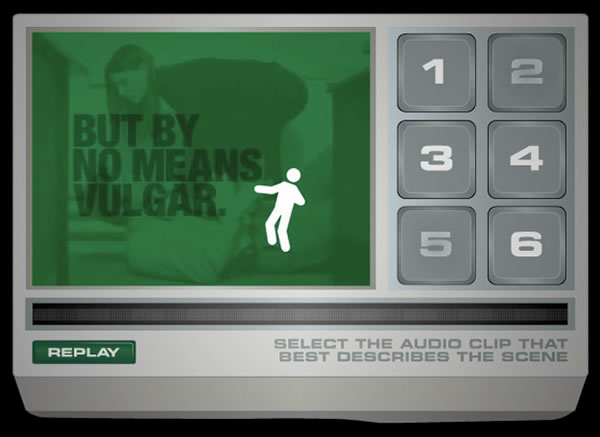 BUT BY
NO MEANS
VULGAR.
1
2
3
4
5
6
REPLAY
SELECT THE AUDIO CLIP THAT
BEST DESCRIBES THE SCENE